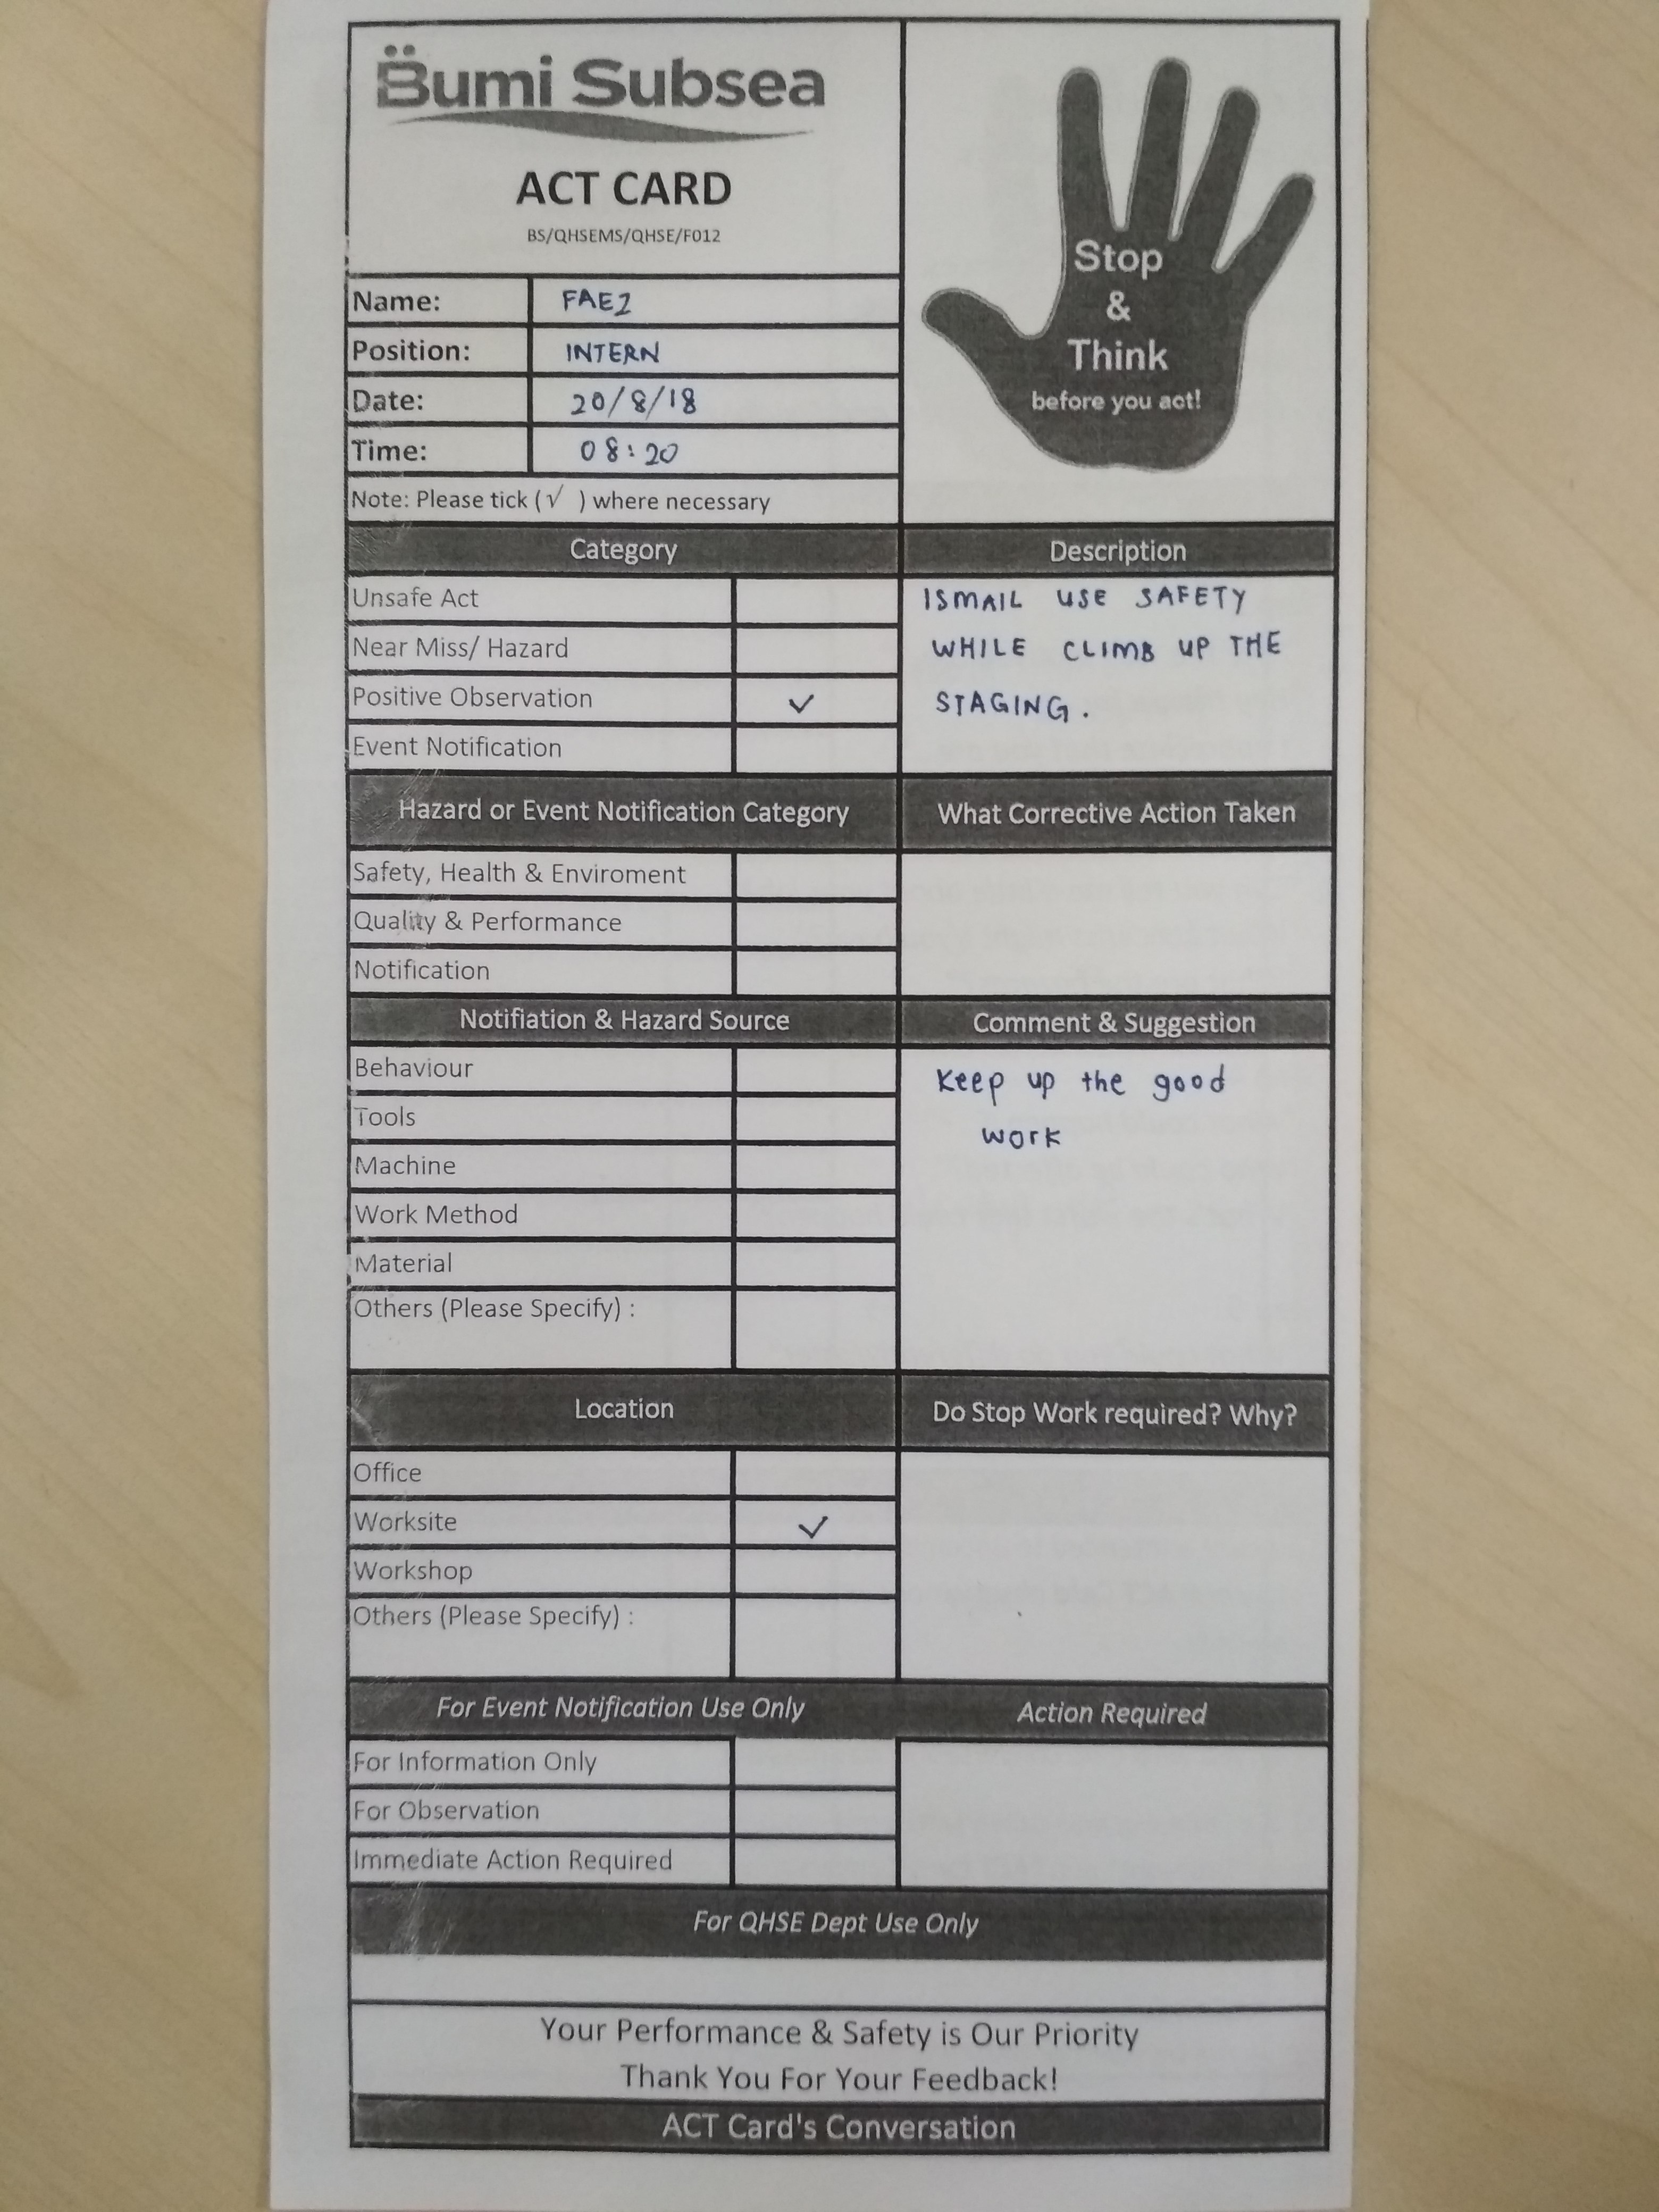 Bumi Subsea
ACT CARD
BS/QHSEMS/QHSE/F012
Stop
&
Think
before you act!
Name: FAEZ
Position: INTERN
Date: 20/8/18
Time: 08:20
Note: Please tick (√ ) where necessary
Category
Description
Unsafe Act
Near Miss/ Hazard
Positive Observation ✓
Event Notification
ISMAIL USE SAFETY
WHILE CLIMB UP THE
STAGING.
Hazard or Event Notification Category
What Corrective Action Taken
Safety, Health & Enviroment
Quality & Performance
Notification
Notifiation & Hazard Source
Comment & Suggestion
Behaviour
Tools
Machine
Work Method
Material
Others (Please Specify) :
Keep up the good
work
Location
Do Stop Work required? Why?
Office
Worksite ✓
Workshop
Others (Please Specify) :
For Event Notification Use Only
Action Required
For Information Only
For Observation
Immediate Action Required
For QHSE Dept Use Only
Your Performance & Safety is Our Priority
Thank You For Your Feedback!
ACT Card's Conversation